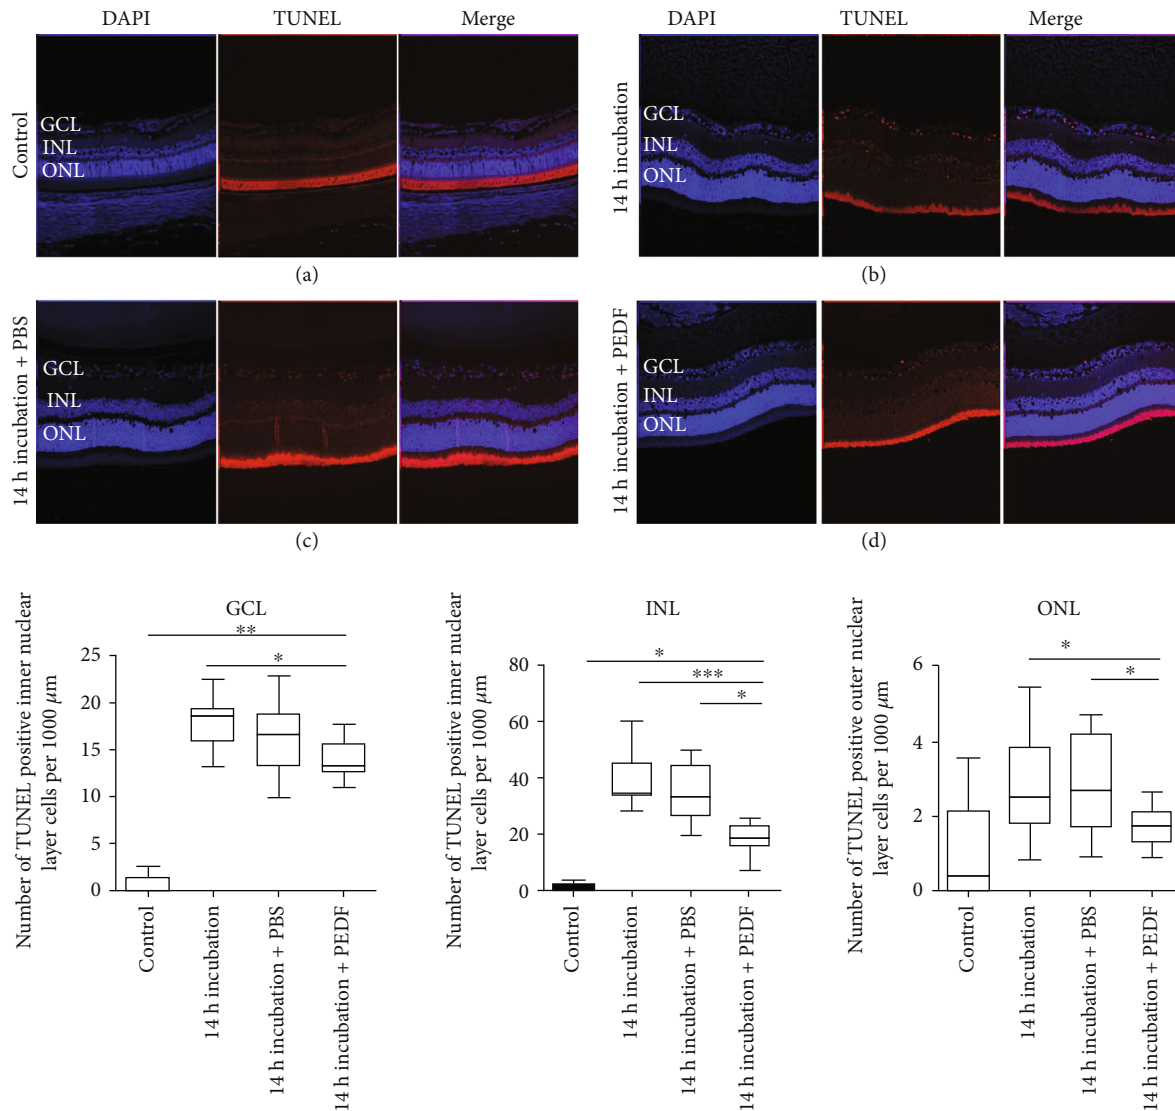 DAPI TUNEL Merge
Control
GCL
INL
ONL
(a)
DAPI TUNEL Merge
14 h incubation
GCL
INL
ONL
(b)
14 h incubation + PBS
GCL
INL
ONL
(c)
14 h incubation + PEDF
GCL
INL
ONL
(d)
GCL
Number of TUNEL positive inner nuclear
layer cells per 1000 μm
25
20
15
10
5
0
**
*
Control
14 h incubation
14 h incubation + PBS
14 h incubation + PEDF
INL
Number of TUNEL positive inner nuclear
layer cells per 1000 μm
80
60
40
20
0
*
***
*
Control
14 h incubation
14 h incubation + PBS
14 h incubation + PEDF
ONL
Number of TUNEL positive outer nuclear
layer cells per 1000 μm
6
4
2
0
*
*
Control
14 h incubation
14 h incubation + PBS
14 h incubation + PEDF